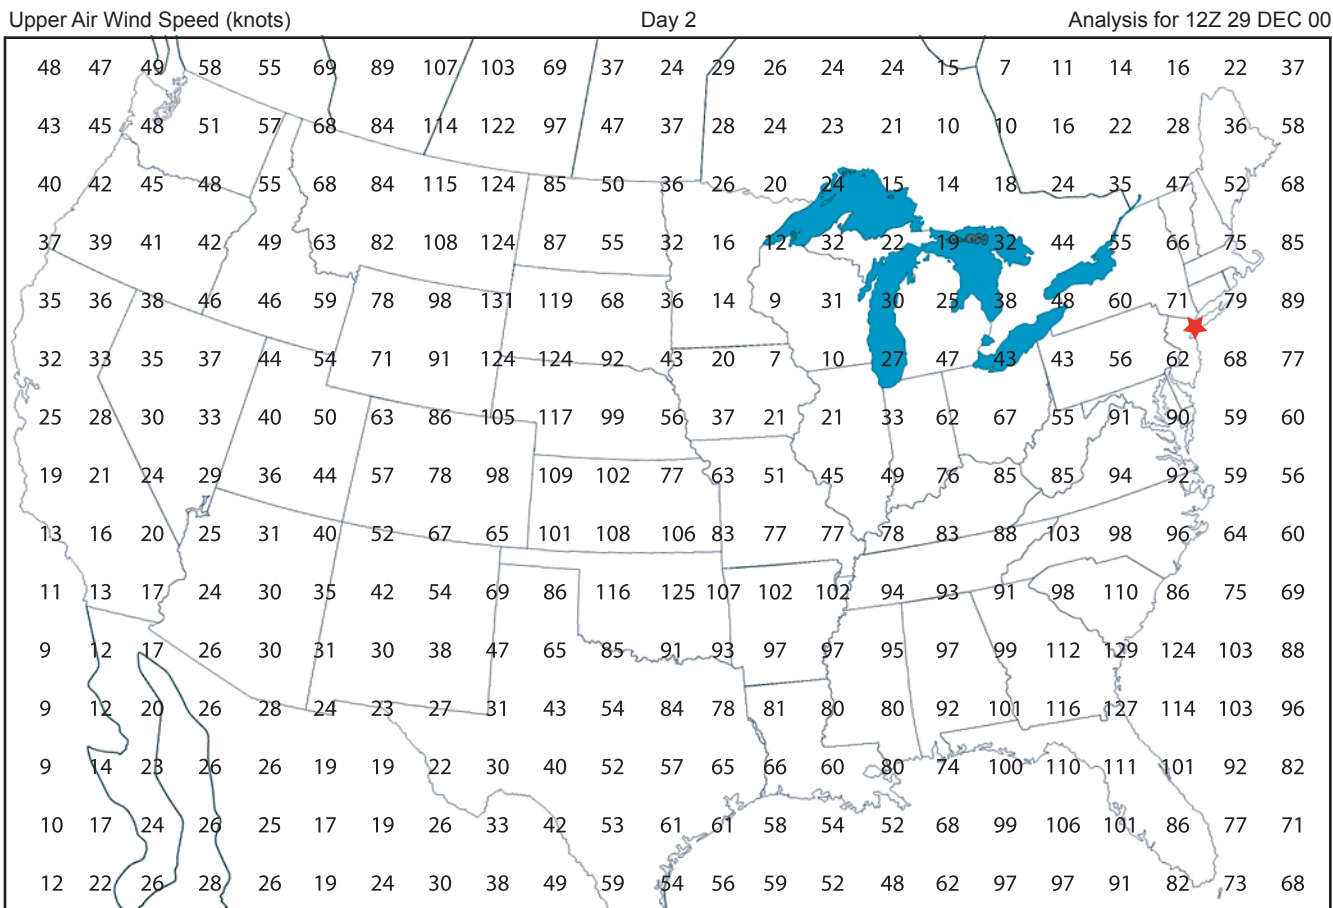 Upper Air Wind Speed (knots) Day 2 Analysis for 12Z 29 DEC 00
48 47 49 58 55 69 89 107 103 69 37 24 29 26 24 24 15 7 11 14 16 22 37
43 45 48 51 57 68 84 114 122 97 47 37 28 24 23 21 10 10 16 22 28 36 58
40 42 45 48 55 68 84 115 124 85 50 36 26 20 24 15 14 18 24 35 47 52 68
37 39 41 42 49 63 82 108 124 87 55 32 16 12 32 22 19 32 44 55 66 75 85
35 36 38 46 46 59 78 98 131 119 68 36 14 9 31 30 25 38 48 60 71 79 89
32 33 35 37 44 54 71 91 124 124 92 43 20 7 10 27 47 43 43 56 62 68 77
25 28 30 33 40 50 63 86 105 117 99 56 37 21 21 33 62 67 55 91 90 59 60
19 21 24 29 36 44 57 78 98 109 102 77 63 51 45 49 76 85 85 94 92 59 56
13 16 20 25 31 40 52 67 65 101 108 106 83 77 77 78 83 88 103 98 96 64 60
11 13 17 24 30 35 42 54 69 86 116 125 107 102 102 94 93 91 98 110 86 75 69
9 12 17 26 30 31 30 38 47 65 85 91 93 97 97 95 97 99 112 129 124 103 88
9 12 20 26 28 24 23 27 31 43 54 84 78 81 80 80 92 101 116 127 114 103 96
9 14 23 26 26 19 19 22 30 40 52 57 65 66 60 80 74 100 110 111 101 92 82
10 17 24 26 25 17 19 26 33 42 53 61 61 58 54 52 68 99 106 101 86 77 71
12 22 26 28 26 19 24 30 38 49 59 54 56 59 52 48 62 97 97 91 82 73 68